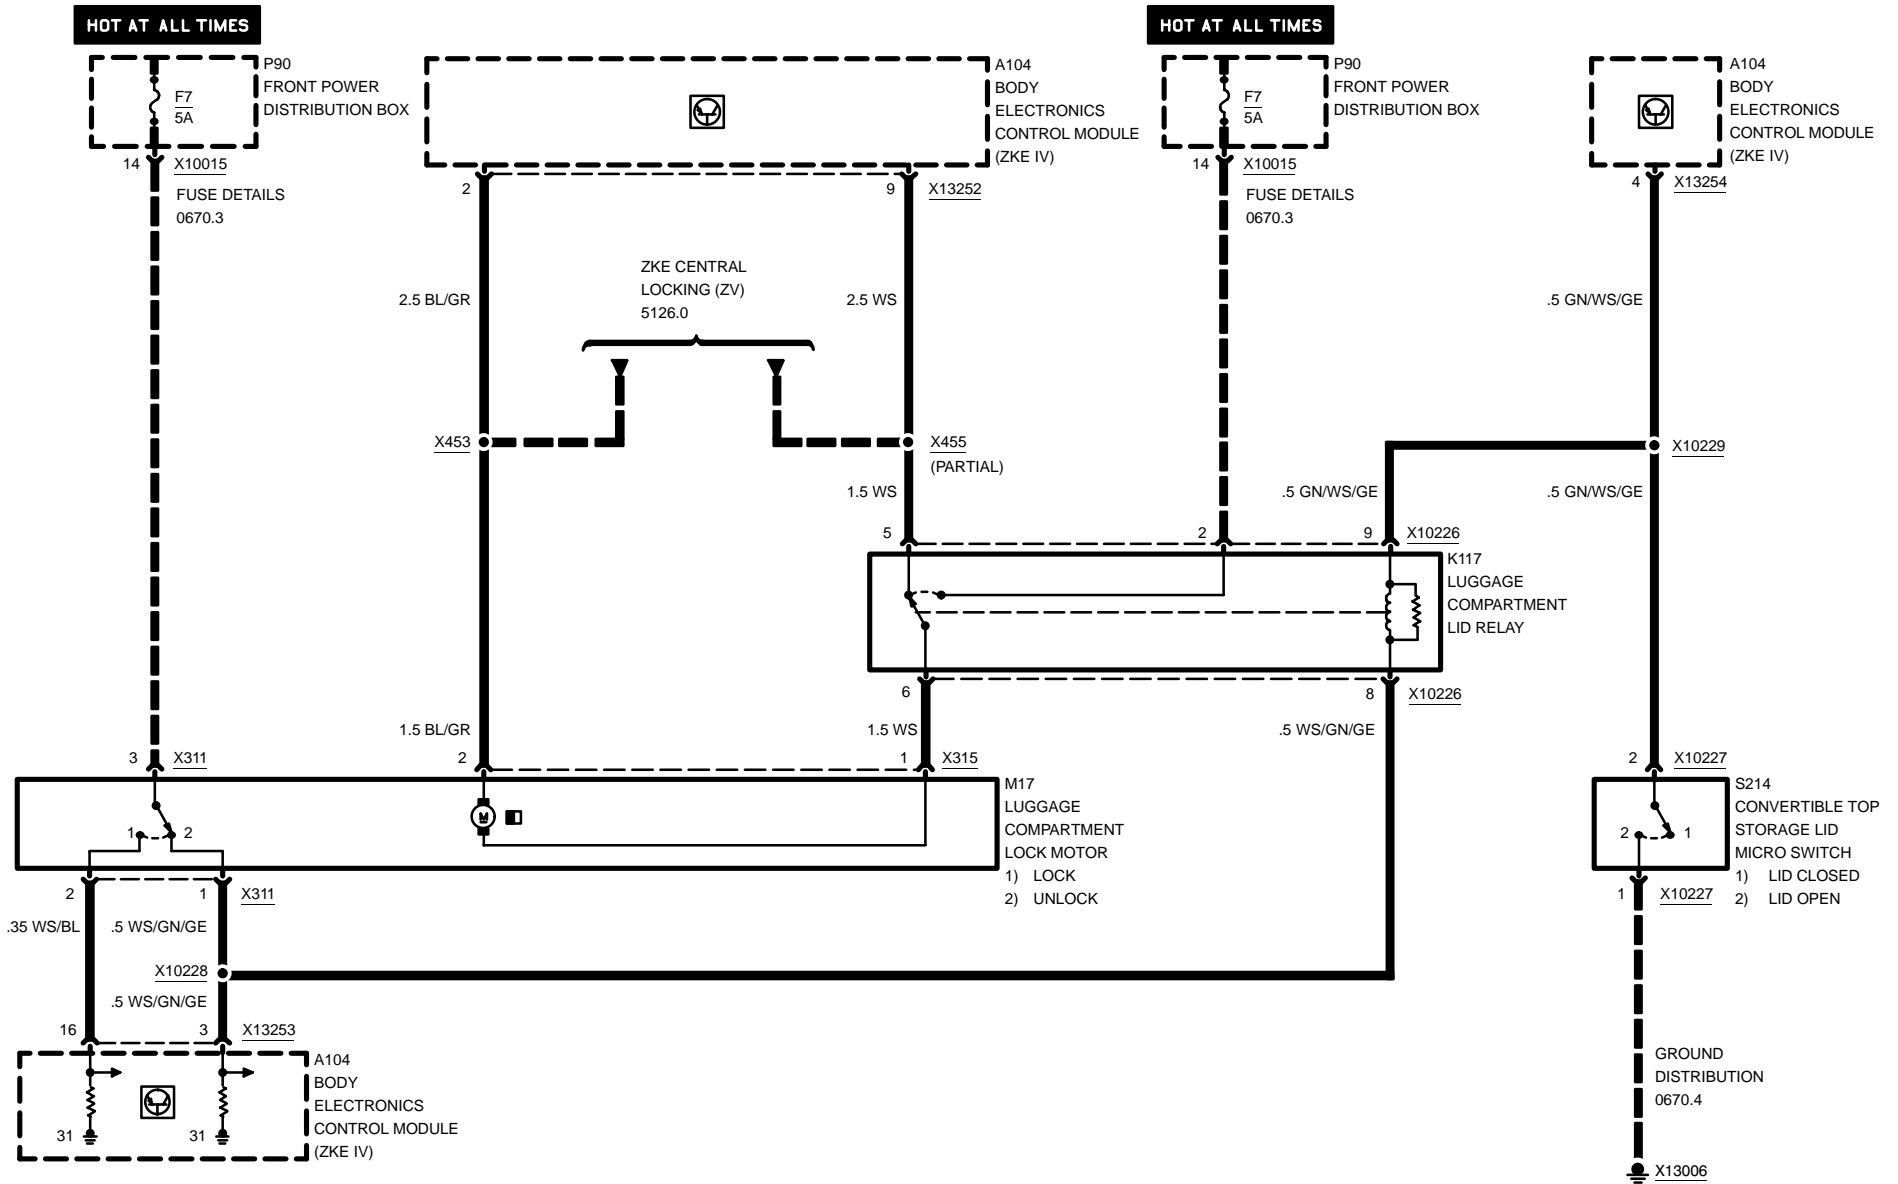 HOT AT ALL TIMES
P90
FRONT POWER
DISTRIBUTION BOX
F7
5A
14
X10015
FUSE DETAILS
0670.3
A104
BODY
ELECTRONICS
CONTROL MODULE
(ZKE IV)
2
9
X13252
HOT AT ALL TIMES
P90
FRONT POWER
DISTRIBUTION BOX
F7
5A
14
X10015
FUSE DETAILS
0670.3
A104
BODY
ELECTRONICS
CONTROL MODULE
(ZKE IV)
4
X13254
ZKE CENTRAL
LOCKING (ZV)
5126.0
2.5 BL/GR
2.5 WS
.5 GN/WS/GE
X453
X455
(PARTIAL)
X10229
1.5 WS
.5 GN/WS/GE
.5 GN/WS/GE
5
2
9
X10226
K117
LUGGAGE
COMPARTMENT
LID RELAY
6
8
X10226
1.5 BL/GR
1.5 WS
.5 WS/GN/GE
3
X311
2
1
X315
2
X10227
M17
LUGGAGE
COMPARTMENT
LOCK MOTOR
1) LOCK
2) UNLOCK
1
2
M
S214
CONVERTIBLE TOP
STORAGE LID
MICRO SWITCH
1) LID CLOSED
2) LID OPEN
2
1
2
1
X311
1
X10227
.35 WS/BL
.5 WS/GN/GE
X10228
.5 WS/GN/GE
16
3
X13253
A104
BODY
ELECTRONICS
CONTROL MODULE
(ZKE IV)
31
31
GROUND
DISTRIBUTION
0670.4
X13006